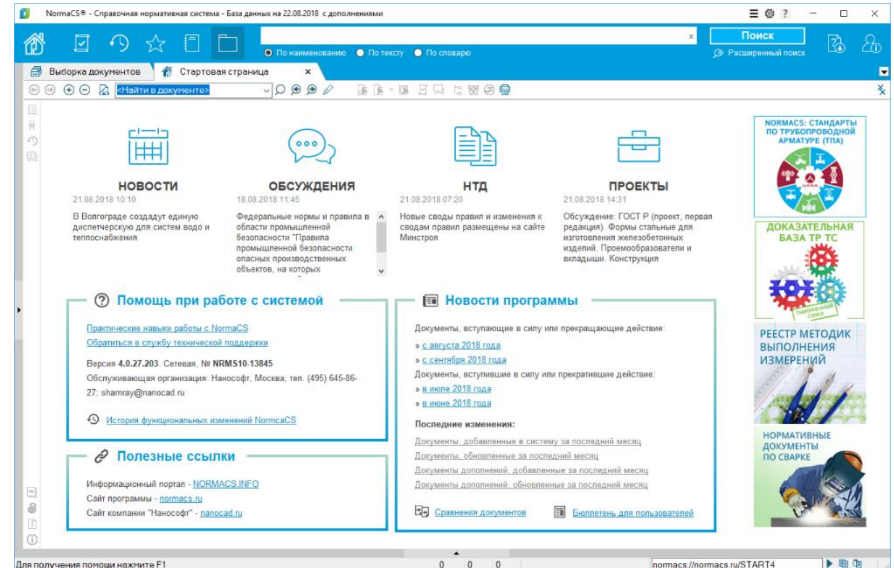 NormaCS® - Справочная нормативная система - База данных на 22.08.2018 с дополнениями
Поиск
По наименованию По тексту По словарю
Расширенный поиск
Выборка документов
Стартовая страница
<Найти в документе>
НОВОСТИ
21.08.2018 10:10
В Волгограде создадут единую
диспетчерскую для систем водо и
теплоснабжения
ОБСУЖДЕНИЯ
18.08.2018 11:45
Федеральные нормы и правила в
области промышленной
безопасности "Правила
промышленной безопасности
опасных производственных
объектов, на которых
НТД
21.08.2018 07:20
Новые своды правил и изменения к
сводам правил размещены на сайте
Минстроя
ПРОЕКТЫ
21.08.2018 14:31
Обсуждение: ГОСТ Р (проект, первая
редакция). Формы стальные для
изготовления железобетонных
изделий. Проемообразователи и
вкладыши. Конструкция
Помощь при работе с системой
Практические навыки работы с NormaCS
Обратиться в службу технической поддержки
Версия 4.0.27.203. Сетевая, № NRMS10-13845
Обслуживающая организация: Нанософт, Москва; тел. (495) 645-86-
27; shamray@nanocad.ru
История функциональных изменений NormcaCS
Полезные ссылки
Информационный портал - NORMACS.INFO
Сайт программы - normacs.ru
Сайт компании "Нанософт" - nanocad.ru
Новости программы
Документы, вступающие в силу или прекращающие действие:
» с августа 2018 года
» с сентября 2018 года
Документы, вступившие в силу или прекратившие действие:
» в июле 2018 года
» в июне 2018 года
Последние изменения:
Документы, добавленные в систему за последний месяц
Документы, обновленные за последний месяц
Документы дополнений, добавленные за последний месяц
Документы дополнений, обновленные за последний месяц
Сравнения документов
Бюллетень для пользователей
NORMACS: СТАНДАРТЫ
ПО ТРУБОПРОВОДНОЙ
АРМАТУРЕ (ТПА)
ДОКАЗАТЕЛЬНАЯ
БАЗА ТР ТС
ТАМОЖЕННЫЙ
СОЮЗ
РЕЕСТР МЕТОДИК
ВЫПОЛНЕНИЯ
ИЗМЕРЕНИЙ
НОРМАТИВНЫЕ
ДОКУМЕНТЫ
ПО СВАРКЕ
Для получения помощи нажмите F1
0 0 0
normacs://normacs.ru/START4